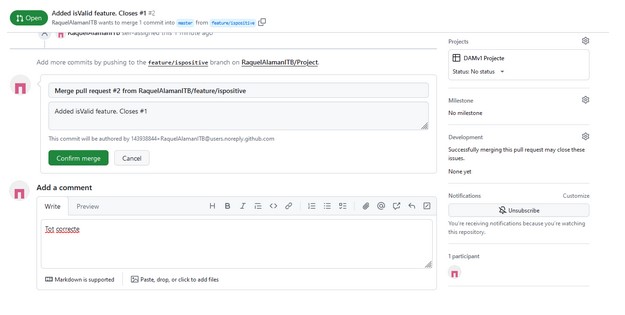 Open
Added isValid feature. Closes #1 #2
RaquelAlamanITB wants to merge 1 commit into master from feature/ispositive
RaquelAlamanITB self-assigned this 1 minute ago
Add more commits by pushing to the feature/ispositive branch on RaquelAlamanITB/Project.
Merge pull request #2 from RaquelAlamanITB/feature/ispositive
Added isValid feature. Closes #1
This commit will be authored by 143938844+RaquelAlamanITB@users.noreply.github.com
Confirm merge
Cancel
Add a comment
Write
Preview
Tot correcte
Markdown is supported
Paste, drop, or click to add files
Projects
DAMv1 Projecte
Status: No status
Milestone
No milestone
Development
Successfully merging this pull request may close these
issues.
None yet
Notifications
Customize
Unsubscribe
You're receiving notifications because you're watching
this repository.
1 participant